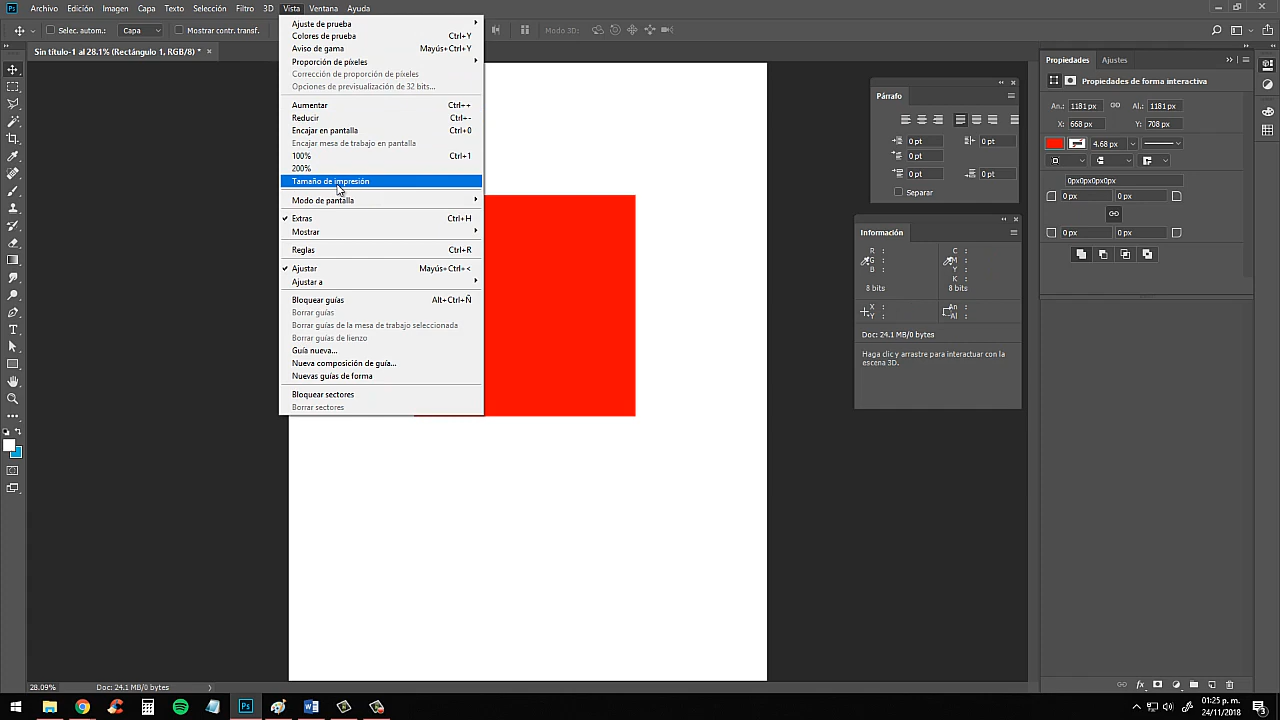 Archivo Edición Imagen Capa Texto Selección Filtro 3D Vista Ventana Ayuda
Selec. autom.: Capa Mostrar contr. transf. Modo 3D:
Sin título-1 al 28.1% (Rectángulo 1, RGB/8) * ×
Ajuste de prueba
Colores de prueba Ctrl+Y
Aviso de gama Mayús+Ctrl+Y
Proporción de píxeles
Corrección de proporción de píxeles
Opciones de previsualización de 32 bits...
Aumentar Ctrl++
Reducir Ctrl+-
Encajar en pantalla Ctrl+0
Encajar mesa de trabajo en pantalla
100% Ctrl+1
200%
Tamaño de impresión
Modo de pantalla
Extras Ctrl+H
Mostrar
Reglas Ctrl+R
Ajustar Mayús+Ctrl+<
Ajustar a
Bloquear guías Alt+Ctrl+Ñ
Borrar guías
Borrar guías de la mesa de trabajo seleccionada
Borrar guías de lienzo
Guía nueva...
Nueva composición de guía...
Nuevas guías de forma
Bloquear sectores
Borrar sectores
Párrafo
0 pt 0 pt
0 pt
0 pt 0 pt
Separar
Información
R : C :
G : M :
B : Y :
K :
8 bits 8 bits
X : An :
Y : Al :
Doc: 24.1 MB/0 bytes
Haga clic y arrastre para interactuar con la
escena 3D.
Propiedades Ajustes
Propiedades de forma interactiva
An.: 1181 px Al.: 1181 px
X: 668 px Y: 708 px
4.68 px
0px0px0px0px
0 px 0 px
0 px 0 px
28.09% Doc: 24.1 MB/0 bytes
Ps
01:25 p.m.
24/11/2018